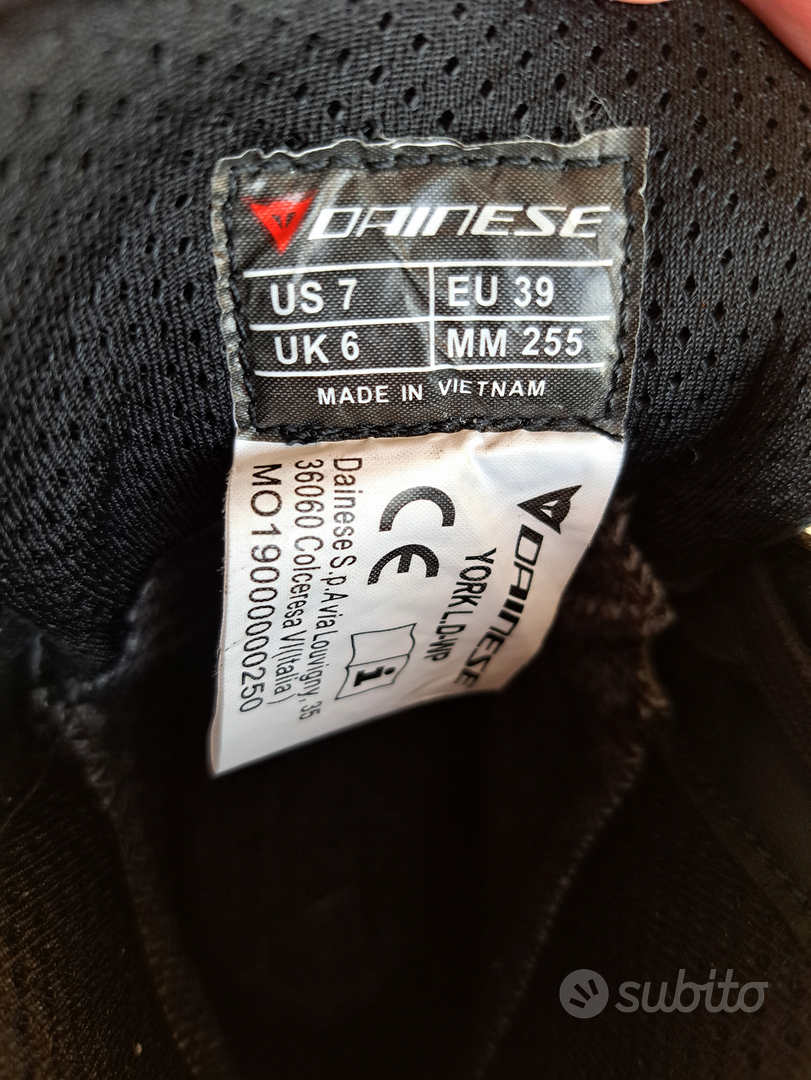 DAINESE
US 7 EU 39
UK 6 MM 255
MADE IN VIETNAM
DAINESE
YORK L.D-WP
CE
i
Dainese S.p.A via Louvigny, 35
36060 Colceresa VI(Italia)
MO1900000000250
subito